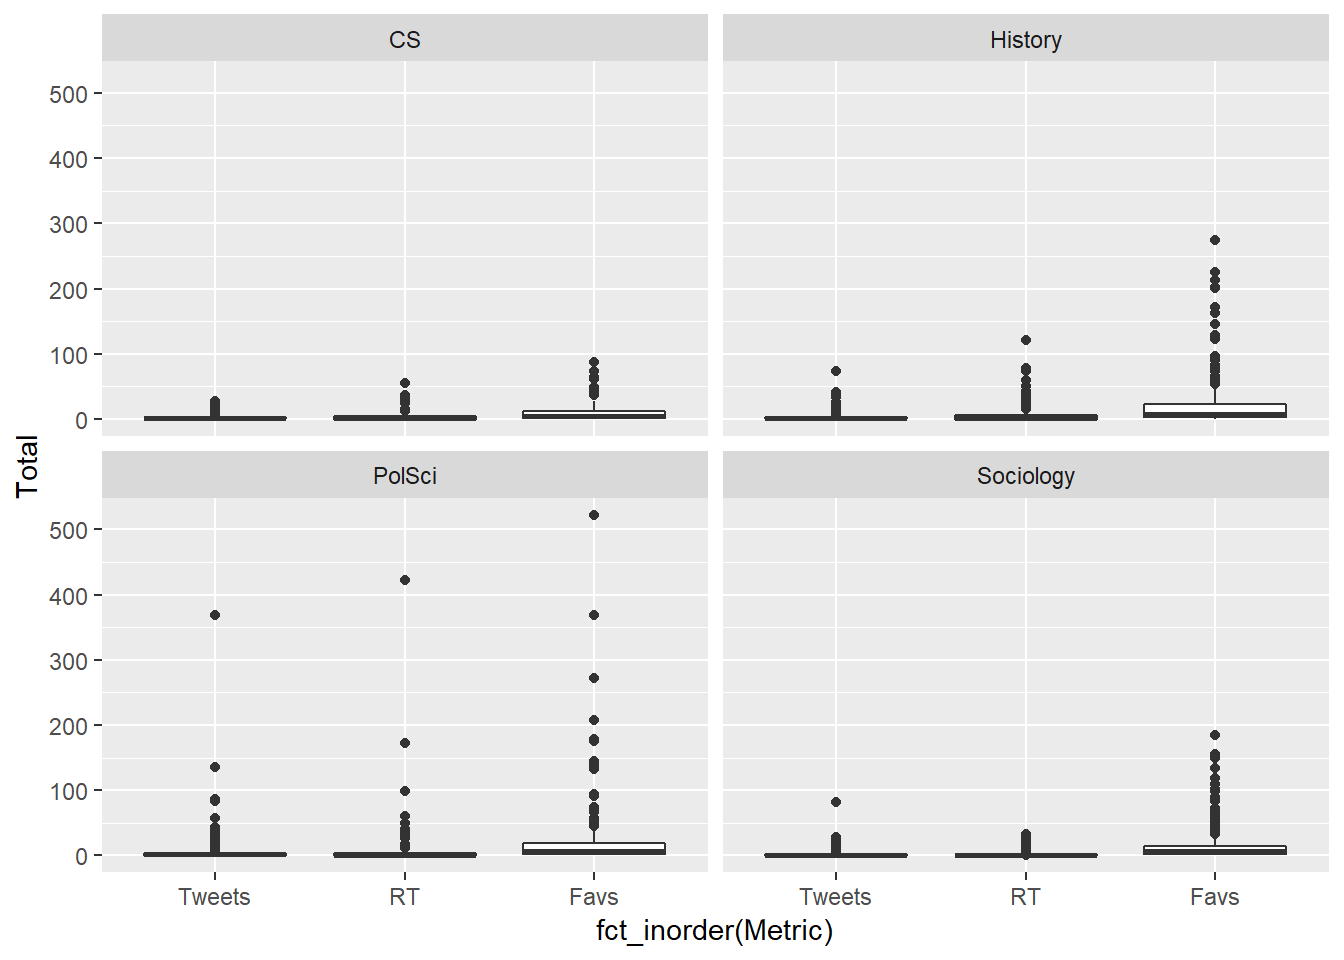 CS
History
500
400
300
200
100
0
Total
PolSci
Sociology
500
400
300
200
100
0
Tweets RT Favs Tweets RT Favs
fct_inorder(Metric)